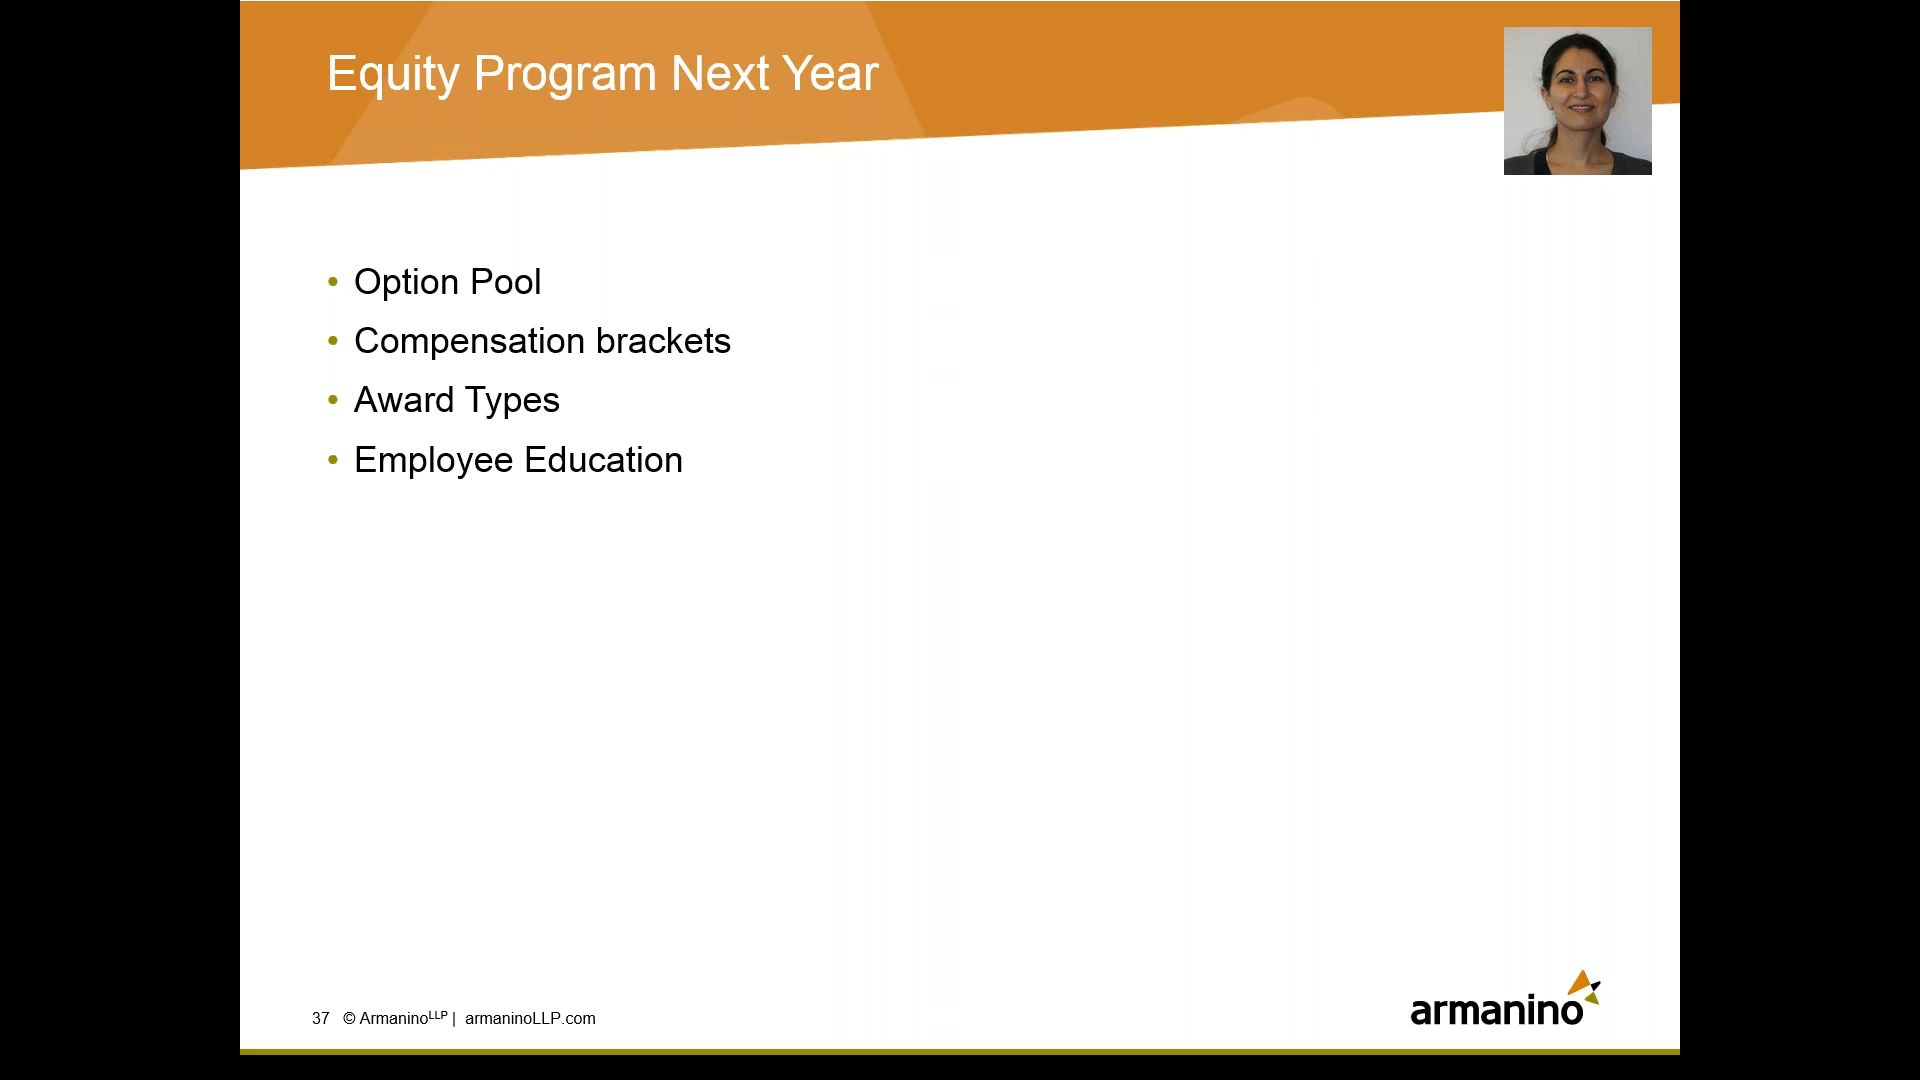 Equity Program Next Year
• Option Pool
• Compensation brackets
• Award Types
• Employee Education
37 © ArmaninoLLP | armaninoLLP.com
armanino